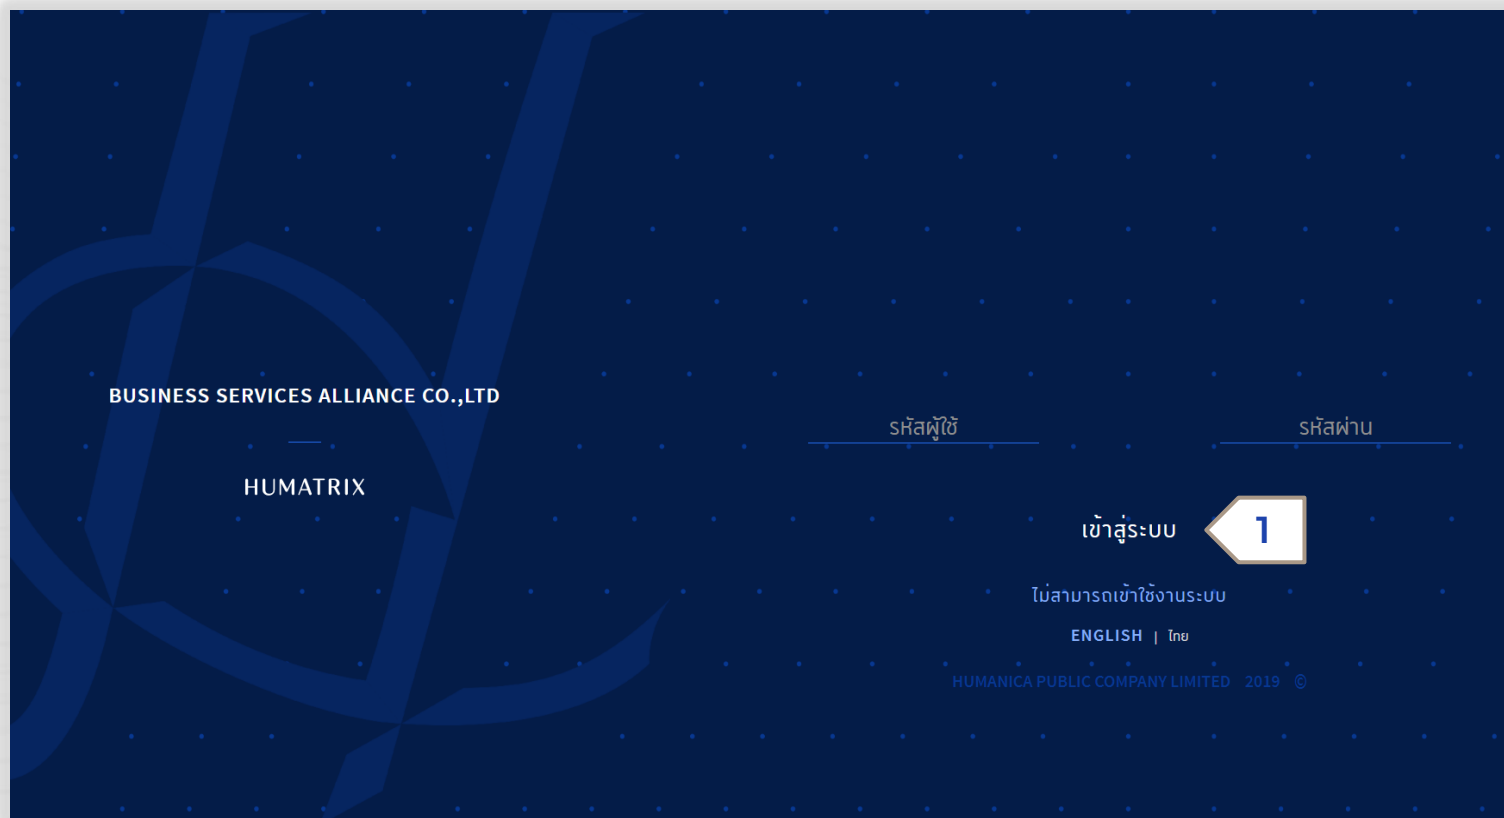 BUSINESS SERVICES ALLIANCE CO.,LTD
HUMATRIX
รหัสผู้ใช้
รหัสผ่าน
เข้าสู่ระบบ
1
ไม่สามารถเข้าใช้งานระบบ
ENGLISH | ไทย
HUMANICA PUBLIC COMPANY LIMITED 2019 ©